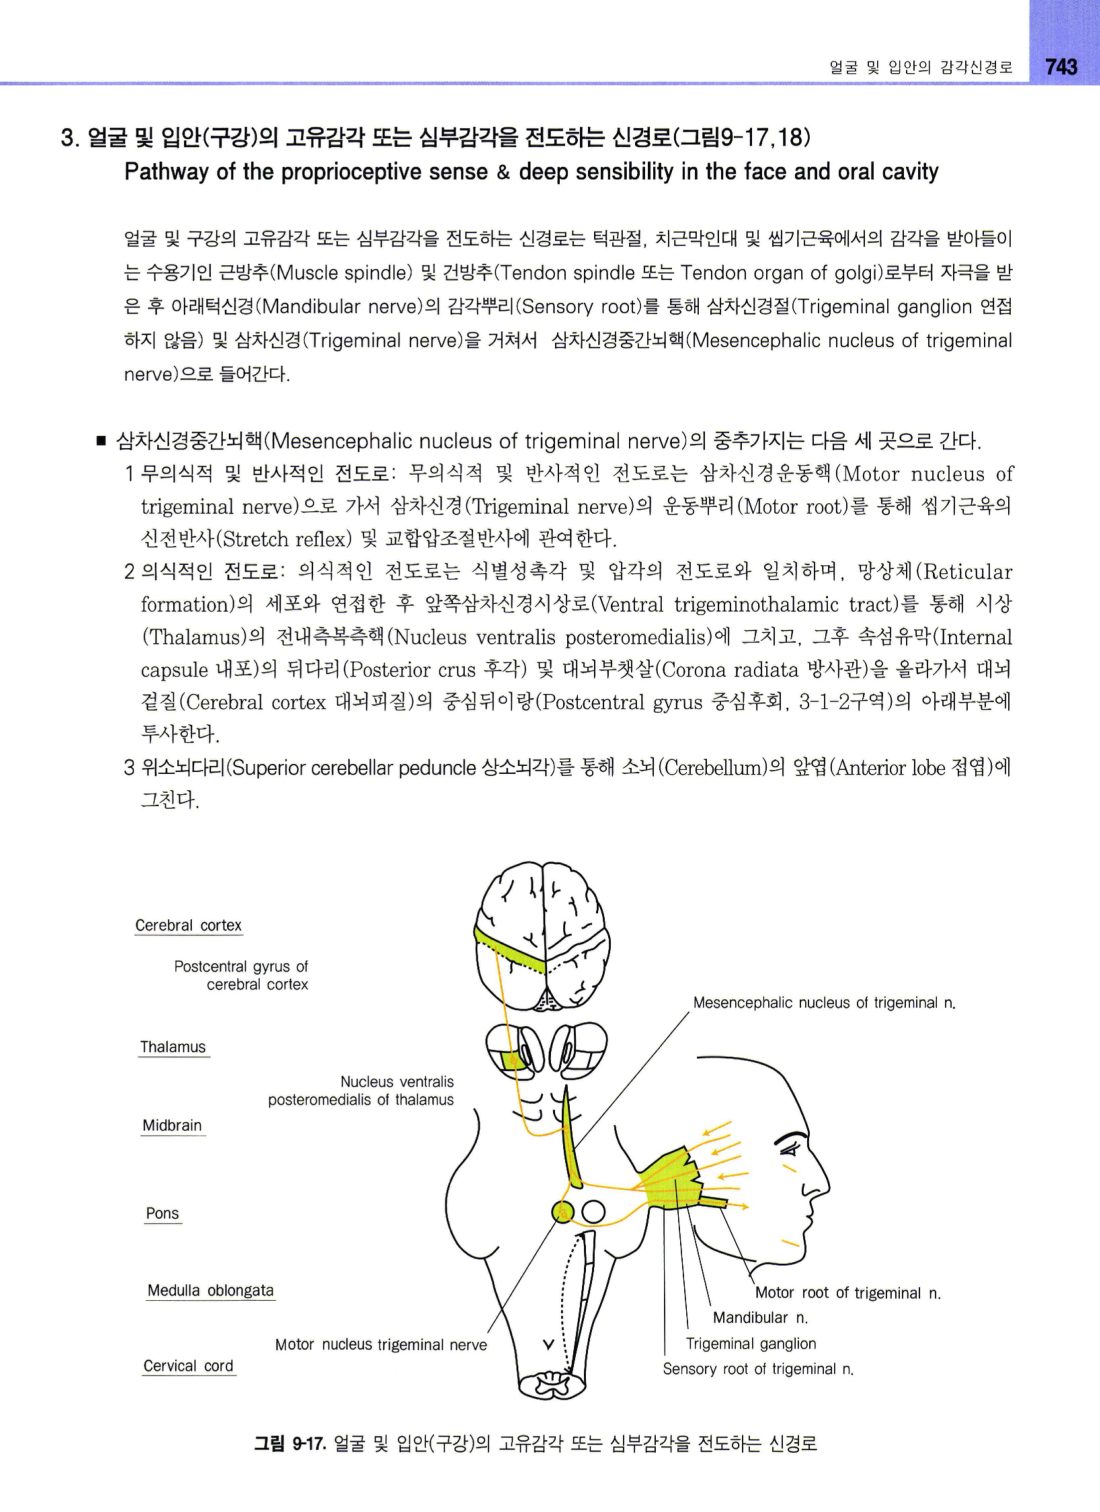 얼굴 및 입안의 감각신경로 743
3. 얼굴 및 입안(구강)의 고유감각 또는 심부감각을 전도하는 신경로(그림9-17,18)
Pathway of the proprioceptive sense & deep sensibility in the face and oral cavity
얼굴 및 구강의 고유감각 또는 심부감각을 전도하는 신경로는 턱관절, 치근막인대 및 씹기근육에서의 감각을 받아들이
는 수용기인 근방추(Muscle spindle) 및 건방추(Tendon spindle 또는 Tendon organ of golgi)로부터 자극을 받
은 후 아래턱신경(Mandibular nerve)의 감각뿌리(Sensory root)를 통해 삼차신경절(Trigeminal ganglion 연접
하지 않음) 및 삼차신경(Trigeminal nerve)을 거쳐서 삼차신경중간뇌핵(Mesencephalic nucleus of trigeminal
nerve)으로 들어간다.
■ 삼차신경중간뇌핵(Mesencephalic nucleus of trigeminal nerve)의 중추가지는 다음 세 곳으로 간다.
1 무의식적 및 반사적인 전도로: 무의식적 및 반사적인 전도로는 삼차신경운동핵(Motor nucleus of
trigeminal nerve)으로 가서 삼차신경(Trigeminal nerve)의 운동뿌리(Motor root)를 통해 씹기근육의
신전반사(Stretch reflex) 및 교합압조절반사에 관여한다.
2 의식적인 전도로: 의식적인 전도로는 식별성촉각 및 압각의 전도로와 일치하며, 망상체(Reticular
formation)의 세포와 연접한 후 앞쪽삼차신경시상로(Ventral trigeminothalamic tract)를 통해 시상
(Thalamus)의 전내측복측핵(Nucleus ventralis posteromedialis)에 그치고, 그후 속섬유막(Internal
capsule 내포)의 뒤다리(Posterior crus 후각) 및 대뇌부챗살(Corona radiata 방사관)을 올라가서 대뇌
겉질(Cerebral cortex 대뇌피질)의 중심뒤이랑(Postcentral gyrus 중심후회, 3-1-2구역)의 아래부분에
투사한다.
3 위소뇌다리(Superior cerebellar peduncle 상소뇌각)를 통해 소뇌(Cerebellum)의 앞엽(Anterior lobe 접엽)에
그친다.
Cerebral cortex
Postcentral gyrus of
cerebral cortex
Mesencephalic nucleus of trigeminal n.
Thalamus
Nucleus ventralis
posteromedialis of thalamus
Midbrain
Pons
Medulla oblongata
Motor root of trigeminal n.
Mandibular n.
Motor nucleus trigeminal nerve
Trigeminal ganglion
Cervical cord
Sensory root of trigeminal n.
그림 9-17. 얼굴 및 입안(구강)의 고유감각 또는 심부감각을 전도하는 신경로